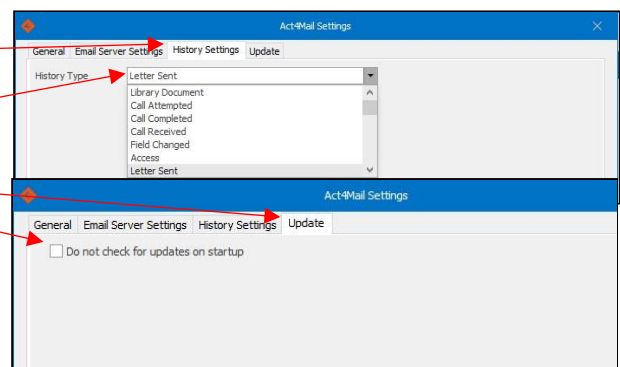 Act4Mail Settings
General Email Server Settings History Settings Update
History Type Letter Sent
Library Document
Call Attempted
Call Completed
Call Received
Field Changed
Access
Letter Sent
Act4Mail Settings
General Email Server Settings History Settings Update
Do not check for updates on startup